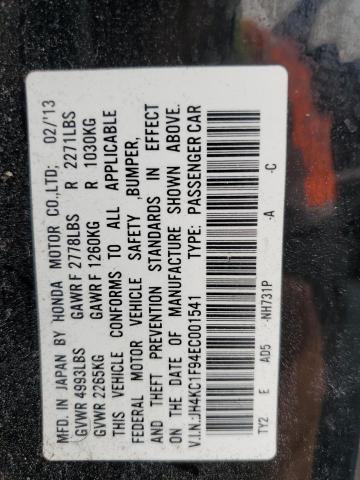 MFD. IN JAPAN BY HONDA MOTOR CO.,LTD. 02/'13
GVWR 4993LBS GAWR F 2778LBS R 2271LBS
GVWR 2265KG GAWR F 1260KG R 1030KG
THIS VEHICLE CONFORMS TO ALL APPLICABLE
FEDERAL MOTOR VEHICLE SAFETY ,BUMPER,
AND THEFT PREVENTION STANDARDS IN EFFECT
ON THE DATE OF MANUFACTURE SHOWN ABOVE.
V.I.N.:JH4KC1F94EC001541 TYPE: PASSENGER CAR
TY2 E AD5 -NH731P -A -C